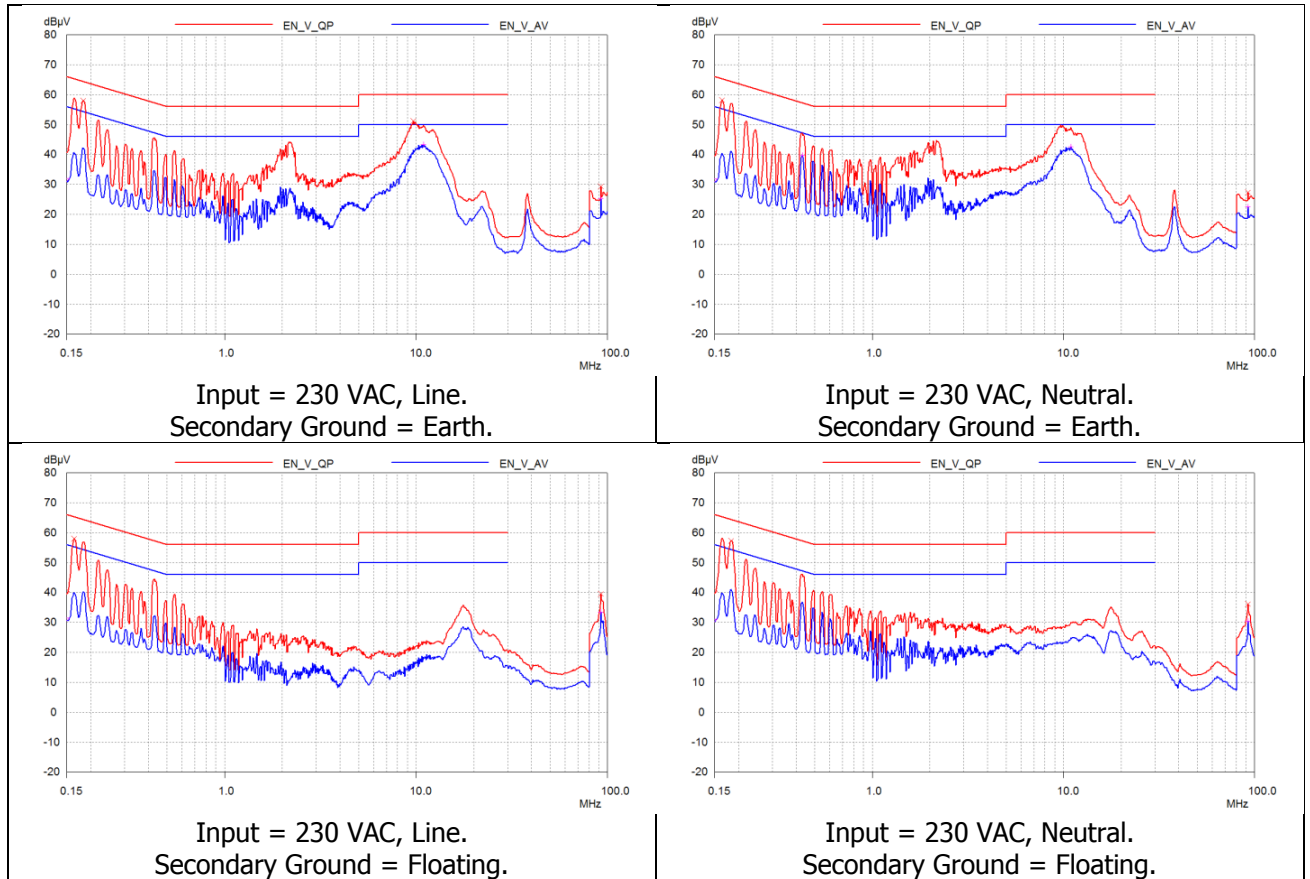 dBµV EN_V_QP EN_V_AV
80
70
60
50
40
30
20
10
0
-10
-20
0.15 1.0 10.0 100.0
MHz
Input = 230 VAC, Line.
Secondary Ground = Earth.
dBµV EN_V_QP EN_V_AV
80
70
60
50
40
30
20
10
0
-10
-20
0.15 1.0 10.0 100.0
MHz
Input = 230 VAC, Neutral.
Secondary Ground = Earth.
dBµV EN_V_QP EN_V_AV
80
70
60
50
40
30
20
10
0
-10
-20
0.15 1.0 10.0 100.0
MHz
Input = 230 VAC, Line.
Secondary Ground = Floating.
dBµV EN_V_QP EN_V_AV
80
70
60
50
40
30
20
10
0
-10
-20
0.15 1.0 10.0 100.0
MHz
Input = 230 VAC, Neutral.
Secondary Ground = Floating.